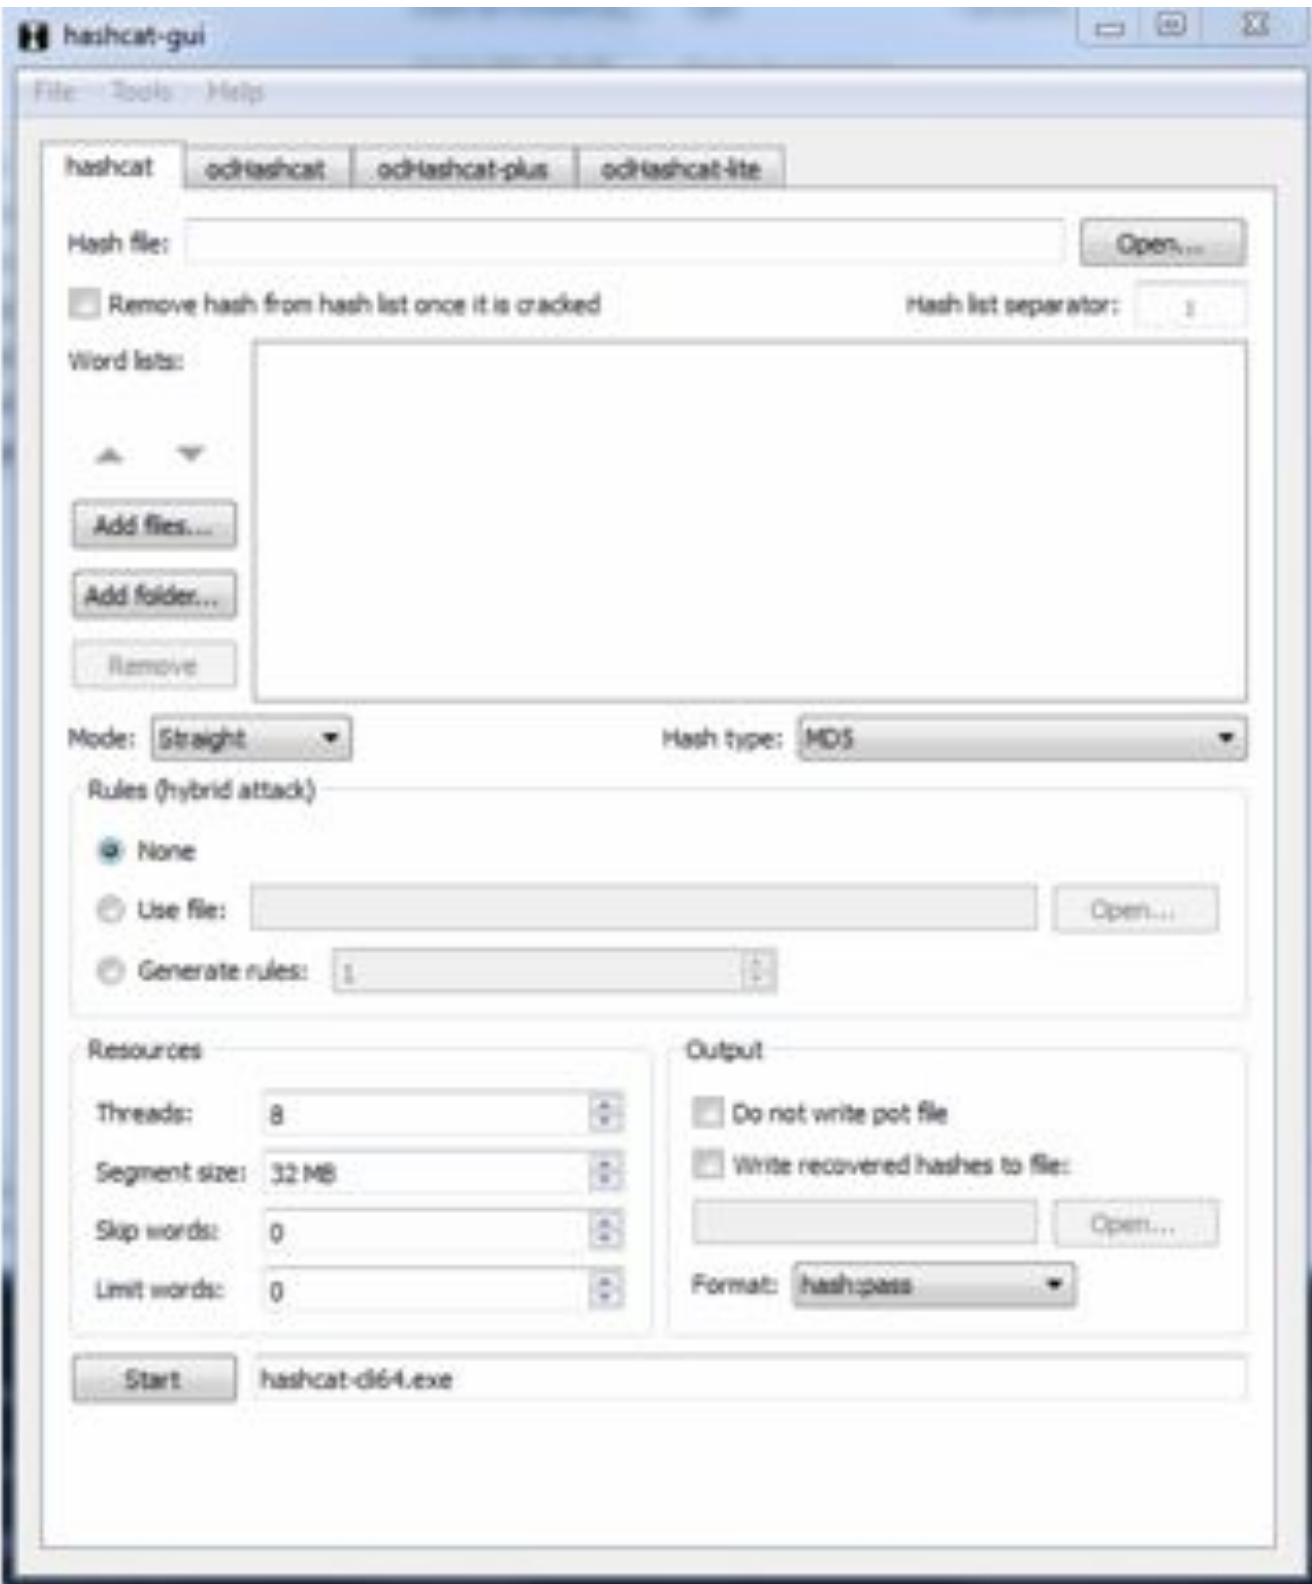 hashcat-gui
File Tools Help
hashcat oclHashcat oclHashcat-plus oclHashcat-lite
Hash file: Open...
Remove hash from hash list once it is cracked Hash list separator: :
Word lists:
Add files...
Add folder...
Remove
Mode: Straight Hash type: MD5
Rules (hybrid attack)
None
Use file: Open...
Generate rules: 1
Resources
Threads: 8
Segment size: 32 MB
Skip words: 0
Limit words: 0
Output
Do not write pot file
Write recovered hashes to file:
Open...
Format: hash:pass
Start hashcat-cli64.exe